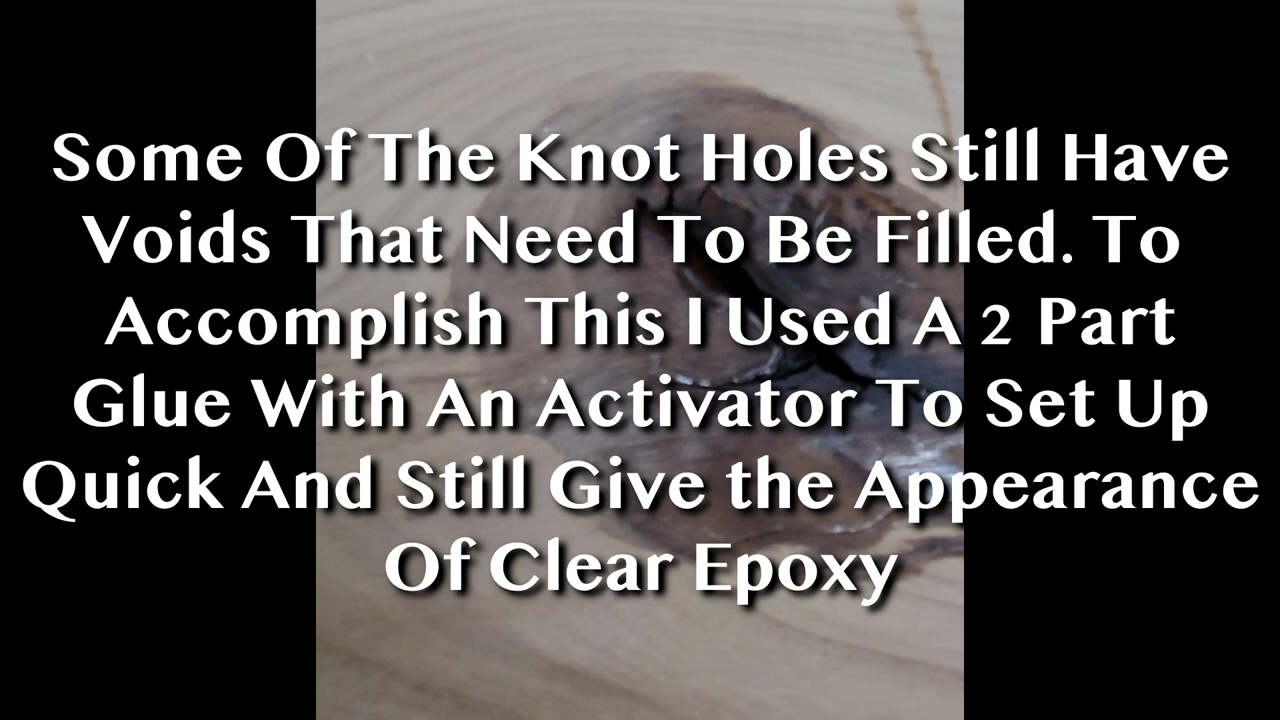 Some Of The Knot Holes Still Have
Voids That Need To Be Filled. To
Accomplish This I Used A 2 Part
Glue With An Activator To Set Up
Quick And Still Give the Appearance
Of Clear Epoxy